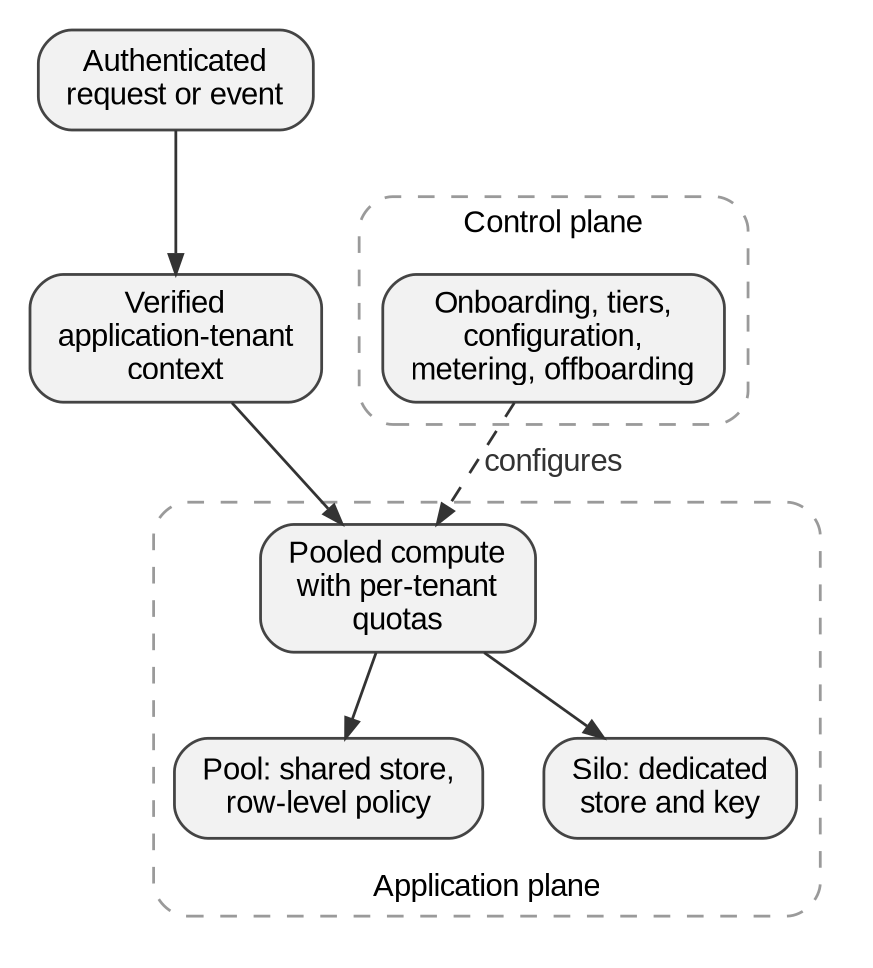 Authenticated
request or event
Control plane
Verified
application-tenant
context
Onboarding, tiers,
configuration,
metering, offboarding
configures
Pooled compute
with per-tenant
quotas
Pool: shared store,
row-level policy
Silo: dedicated
store and key
Application plane